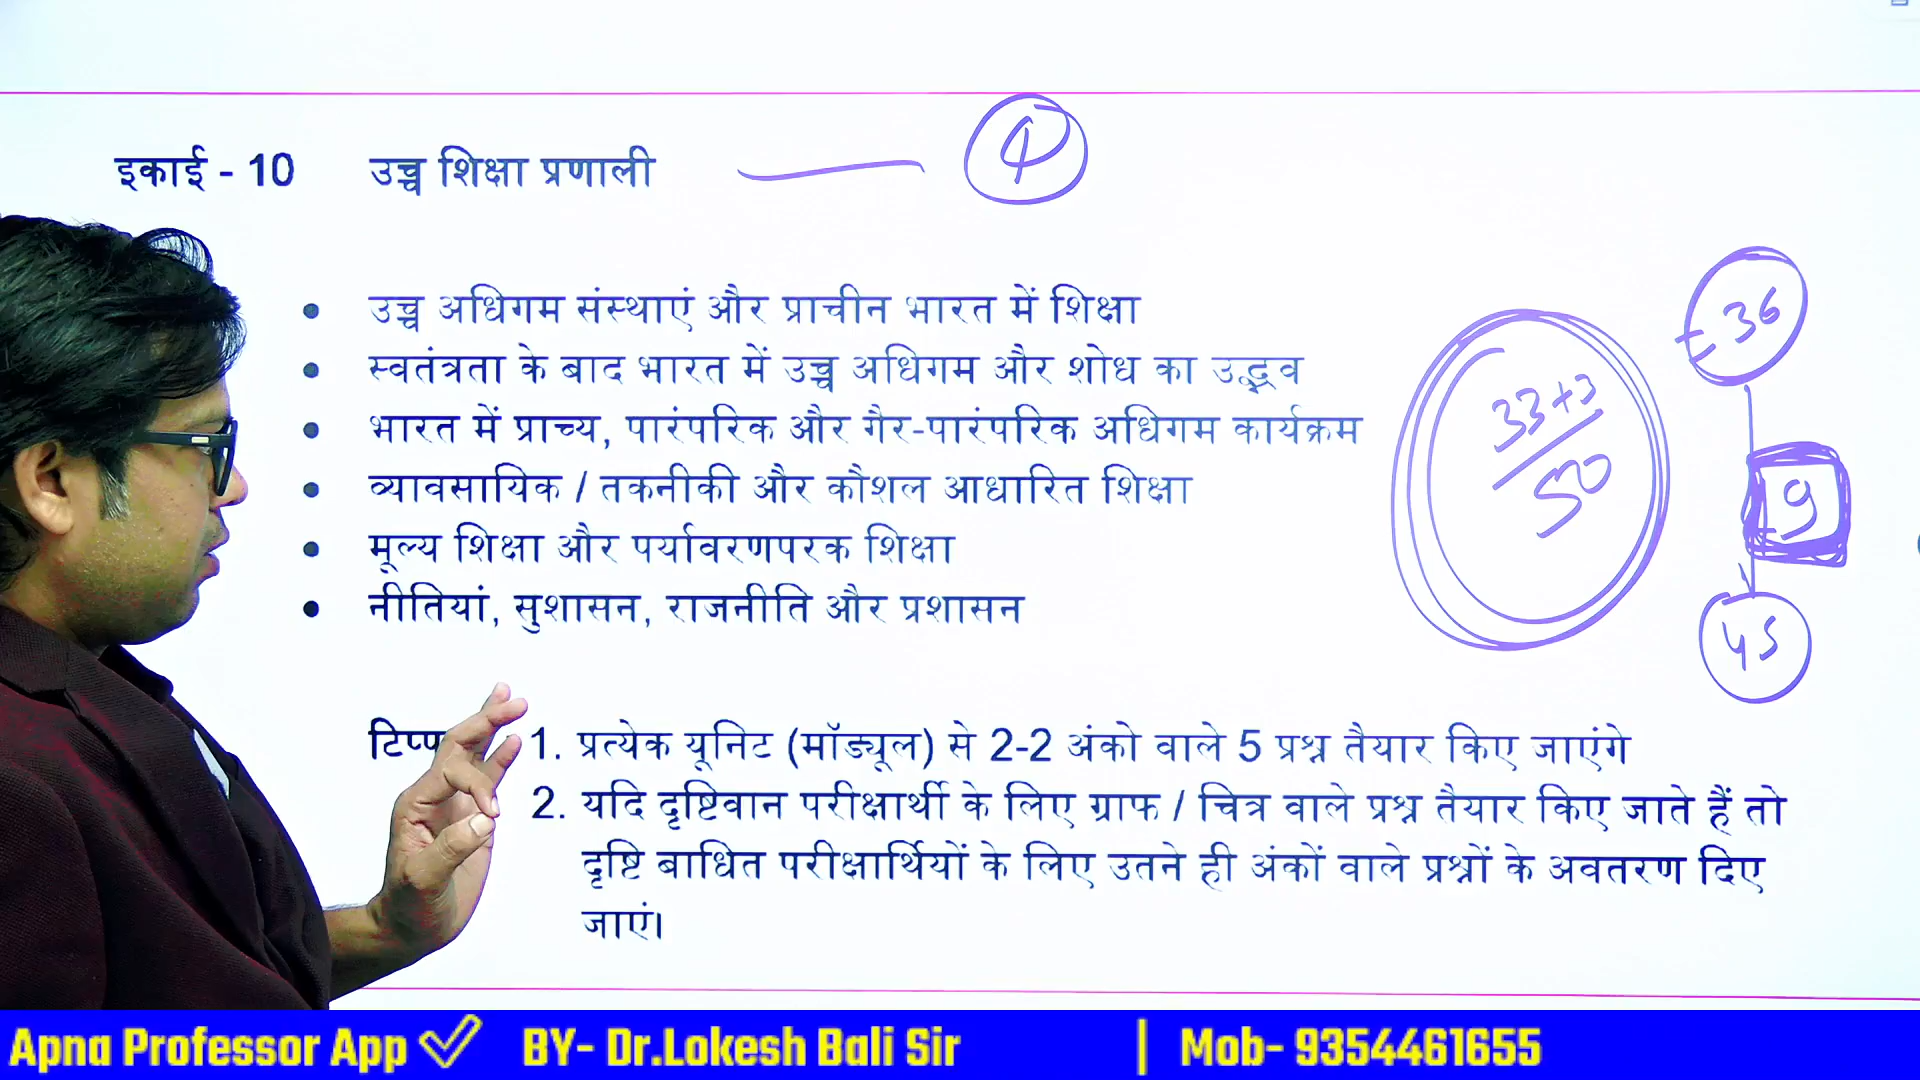 इकाई - 10 उच्च शिक्षा प्रणाली
• उच्च अधिगम संस्थाएं और प्राचीन भारत में शिक्षा
• स्वतंत्रता के बाद भारत में उच्च अधिगम और शोध का उद्भव
• भारत में प्राच्य, पारंपरिक और गैर-पारंपरिक अधिगम कार्यक्रम
• व्यावसायिक / तकनीकी और कौशल आधारित शिक्षा
• मूल्य शिक्षा और पर्यावरणपरक शिक्षा
• नीतियां, सुशासन, राजनीति और प्रशासन
36
33+3
50
9
45
1. प्रत्येक यूनिट (मॉड्यूल) से 2-2 अंको वाले 5 प्रश्न तैयार किए जाएंगे
2. यदि दृष्टिवान परीक्षार्थी के लिए ग्राफ / चित्र वाले प्रश्न तैयार किए जाते हैं तो
दृष्टि बाधित परीक्षार्थियों के लिए उतने ही अंकों वाले प्रश्नों के अवतरण दिए
जाएं।
Apna Professor App BY- Dr.Lokesh Bali Sir | Mob- 9354461655